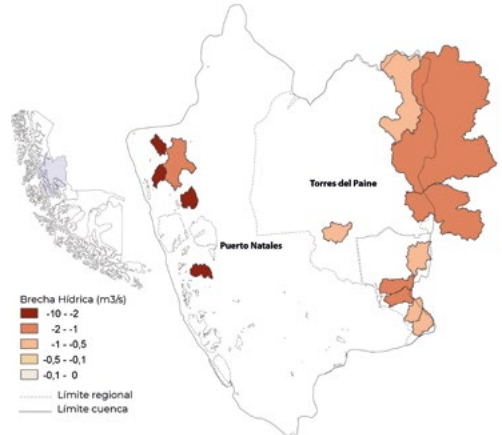 Torres del Paine
Puerto Natales
Brecha Hídrica (m3/s)
-10 - -2
-2 - -1
-1 - -0,5
-0,5 - -0,1
-0,1 - 0
Límite regional
Límite cuenca